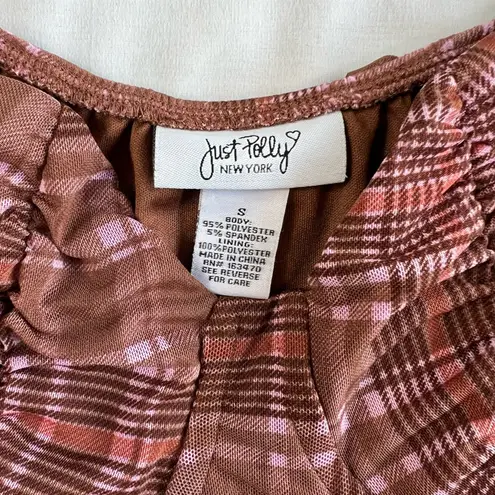 Just Polly
NEW YORK
S
BODY:
95% POLYESTER
5% SPANDEX
LINING:
100%POLYESTER
MADE IN CHINA
RN# 163470
SEE REVERSE
FOR CARE